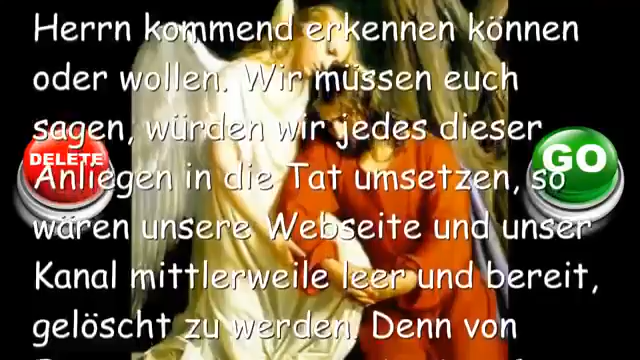 Herrn kommend erkennen können
oder wollen. Wir müssen euch
sagen, würden wir jedes dieser
DELETE
GO
Anliegen in die Tat umsetzen, so
wären unsere Webseite und unser
Kanal mittlerweile leer und bereit,
gelöscht zu werden. Denn von